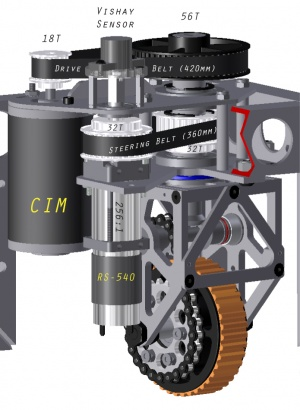 VISHAY
SENSOR
56T
18T
DRIVE BELT (420MM)
32T
STEERING BELT (360MM)
32T
CIM
256:1
RS-540